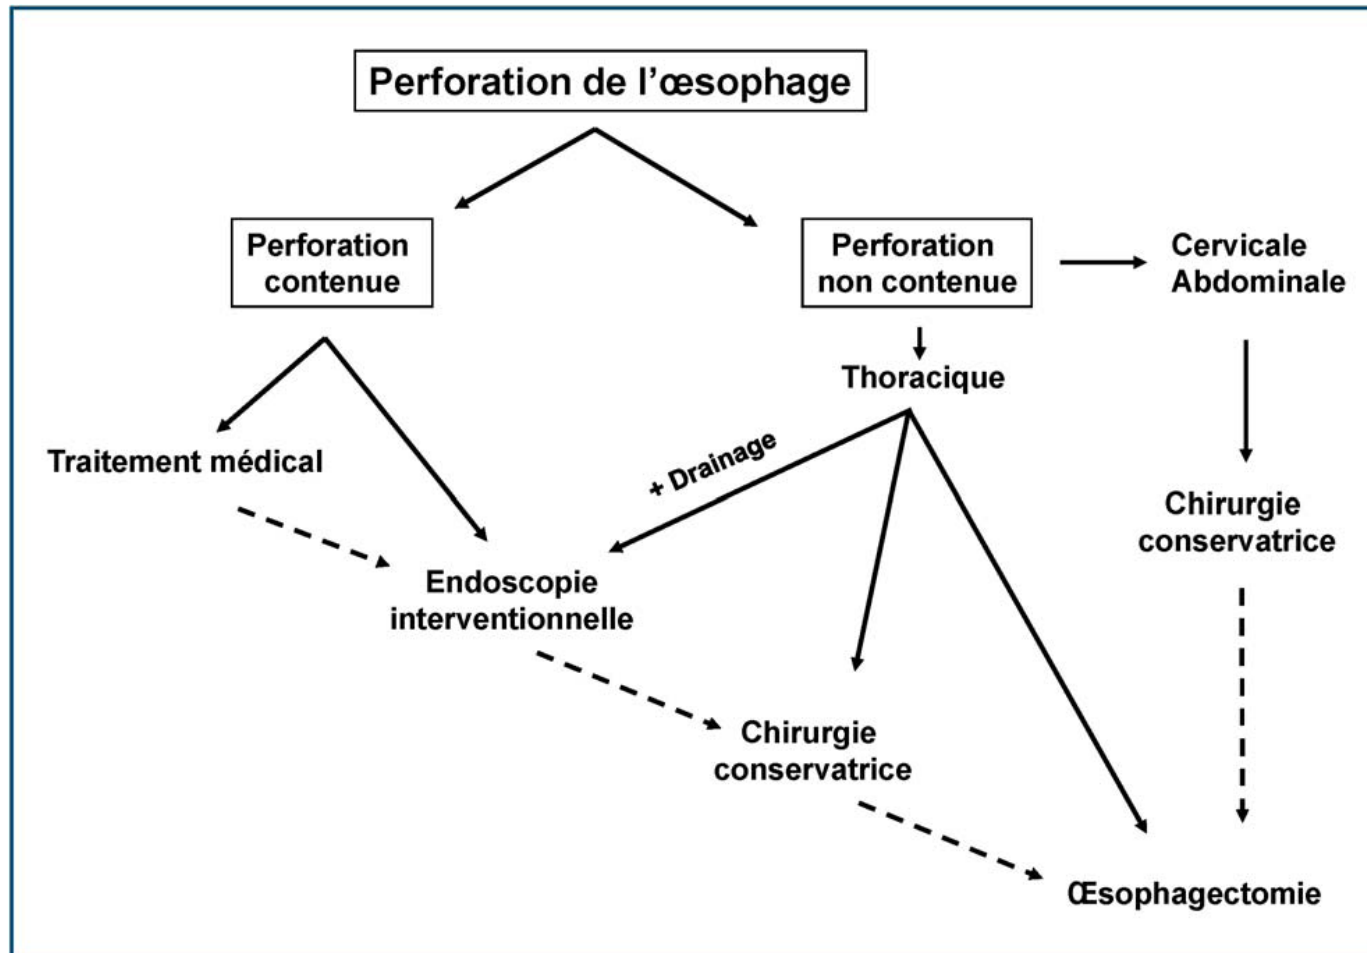 Perforation de l’œsophage
Perforation
contenue
Perforation
non contenue
Cervicale
Abdominale
Thoracique
Traitement médical
+ Drainage
Chirurgie
conservatrice
Endoscopie
interventionnelle
Chirurgie
conservatrice
Œsophagectomie